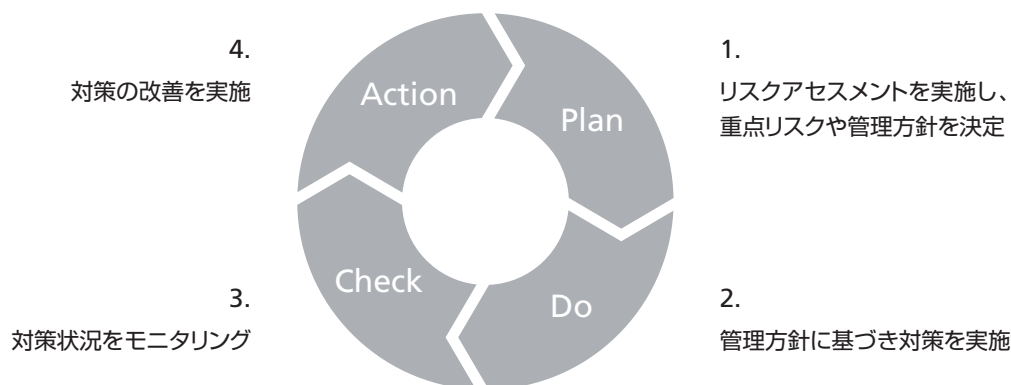 4.
対策の改善を実施
Action
Plan
1.
リスクアセスメントを実施し、
重点リスクや管理方針を決定
3.
対策状況をモニタリング
Check
Do
2.
管理方針に基づき対策を実施